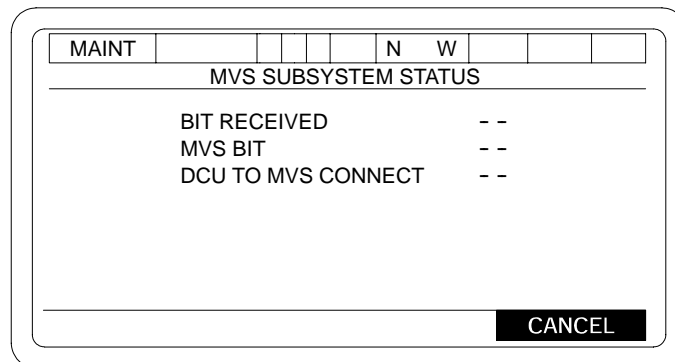 MAINT N W
MVS SUBSYSTEM STATUS
BIT RECEIVED - -
MVS BIT - -
DCU TO MVS CONNECT - -
CANCEL